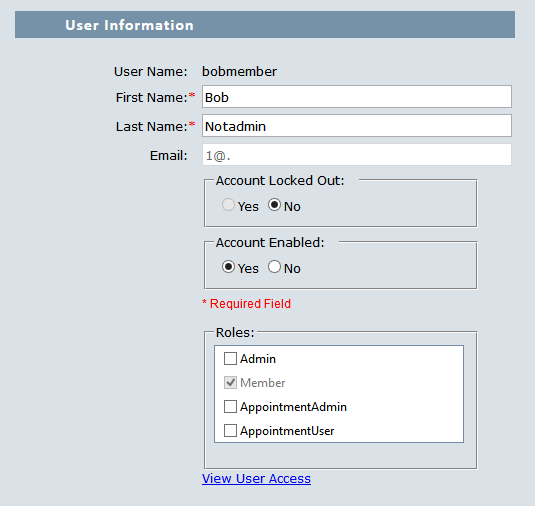 User Information
User Name: bobmember
First Name:* Bob
Last Name:* Notadmin
Email: 1@.
Account Locked Out:
Yes No
Account Enabled:
Yes No
* Required Field
Roles:
Admin
Member
AppointmentAdmin
AppointmentUser
View User Access